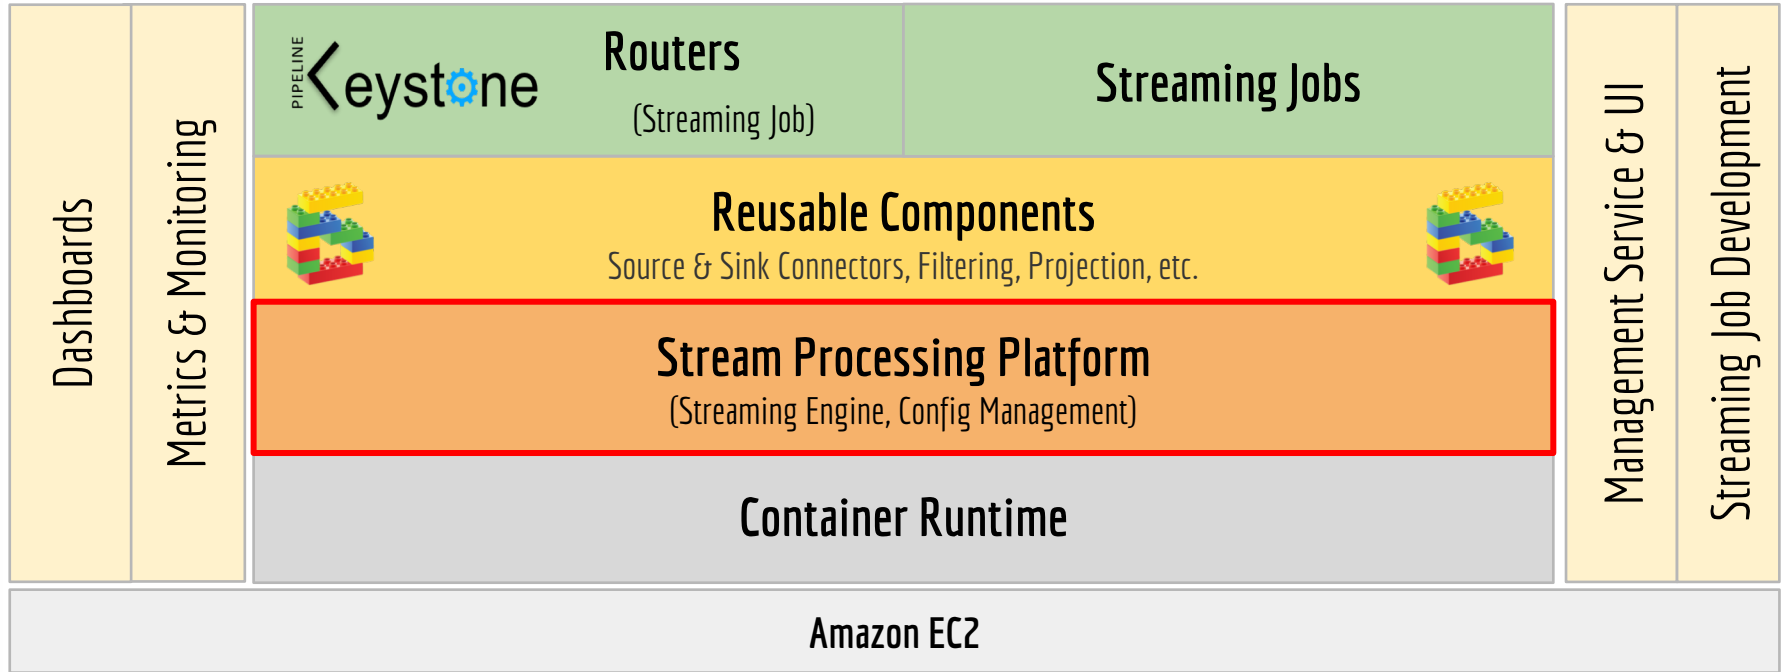 Dashboards
Metrics & Monitoring
PIPELINE
Keystone
Routers
(Streaming Job)
Streaming Jobs
Reusable Components
Source & Sink Connectors, Filtering, Projection, etc.
Stream Processing Platform
(Streaming Engine, Config Management)
Container Runtime
Management Service & UI
Streaming Job Development
Amazon EC2